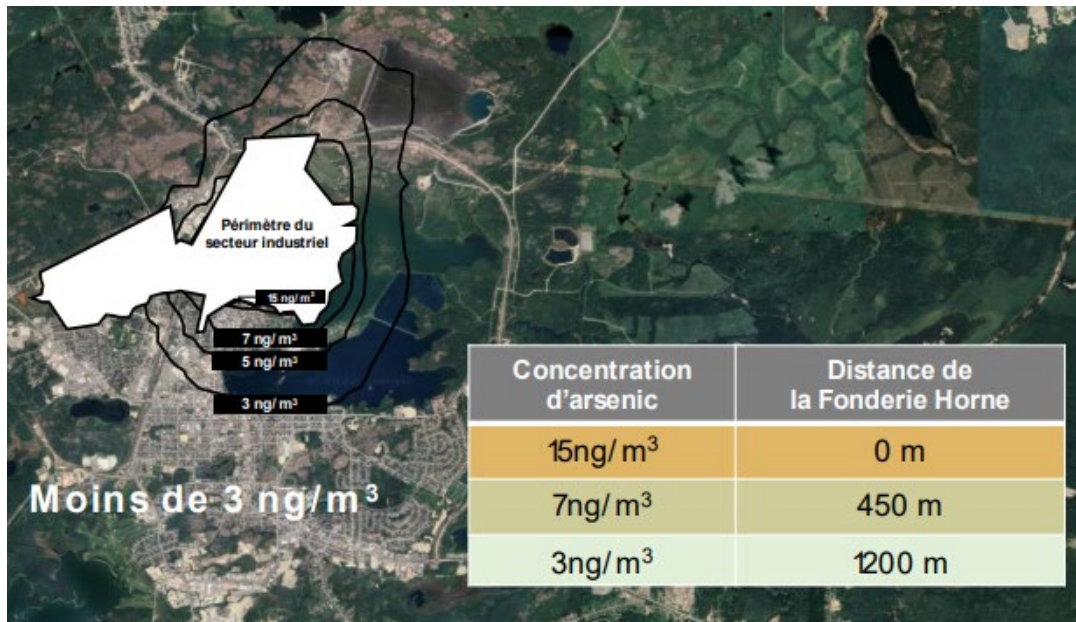 Périmètre du
secteur industriel
15 ng/m³
7 ng/m³
5 ng/m³
3 ng/m³
Moins de 3 ng/m³
Concentration
d'arsenic
Distance de
la Fonderie Horne
15ng/m³
0 m
7ng/m³
450 m
3ng/m³
1200 m